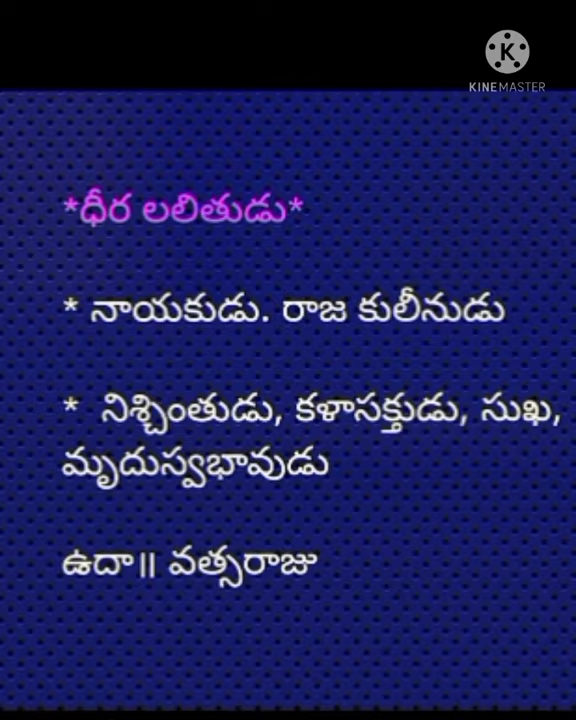 KINEMASTER
*ధీర లలితుడు*
* నాయకుడు. రాజ కులీనుడు
* నిశ్చింతుడు, కళాసక్తుడు, సుఖ,
మృదుస్వభావుడు
ఉదా॥ వత్సరాజు